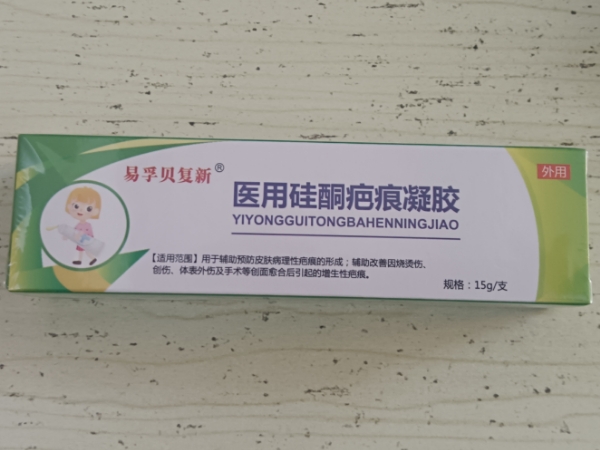 易孚贝复新®
外用
医用硅酮疤痕凝胶
YIYONGGUITONGBAHENNINGJIAO
【适用范围】用于辅助预防皮肤病理性疤痕的形成；辅助改善因烧烫伤、
创伤、体表外伤及手术等创面愈合后引起的增生性疤痕。
规格：15g/支